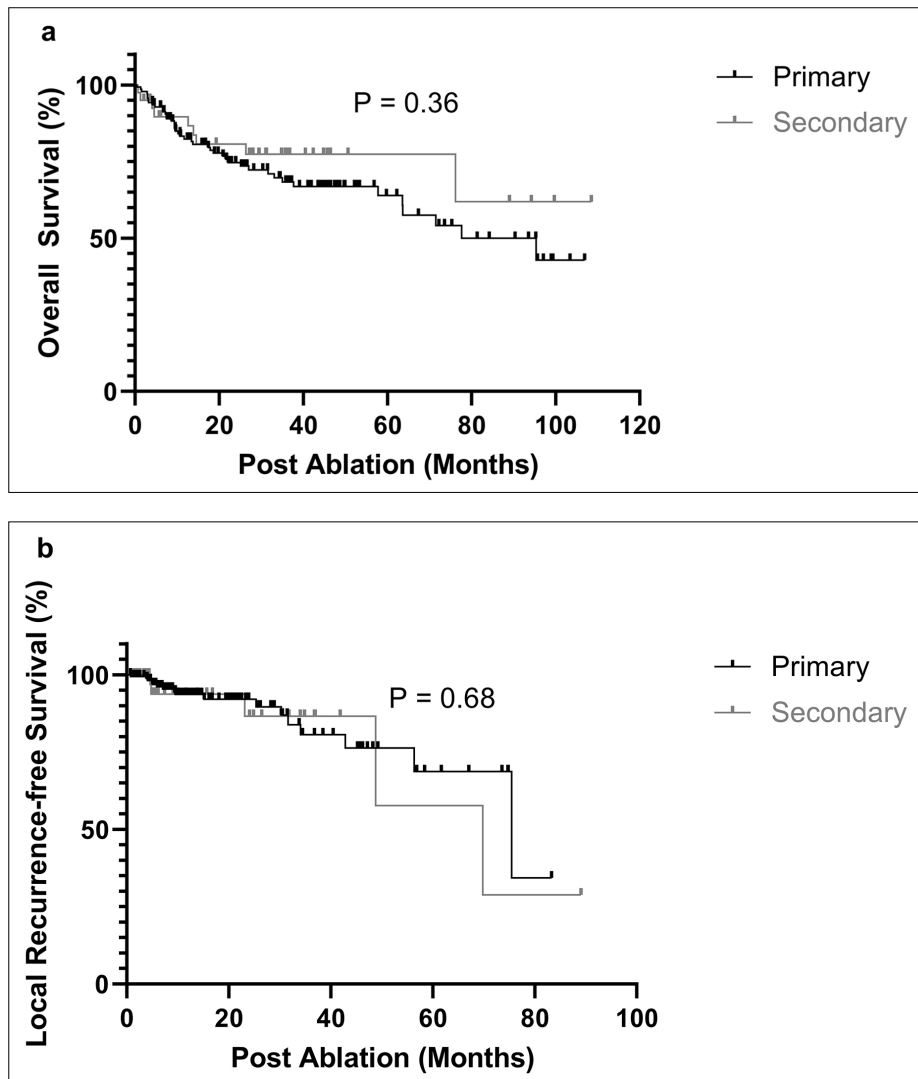 a
Overall Survival (%)
100
50
0
0 20 40 60 80 100 120
Post Ablation (Months)
P = 0.36
Primary
Secondary
b
Local Recurrence-free Survival (%)
100
50
0
0 20 40 60 80 100
Post Ablation (Months)
P = 0.68
Primary
Secondary